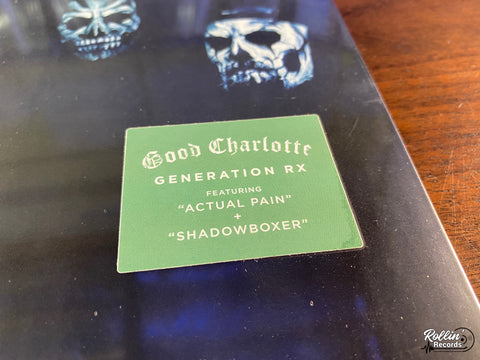 Good Charlotte
GENERATION RX
FEATURING
“ACTUAL PAIN”
+
“SHADOWBOXER”
Rollin
Records